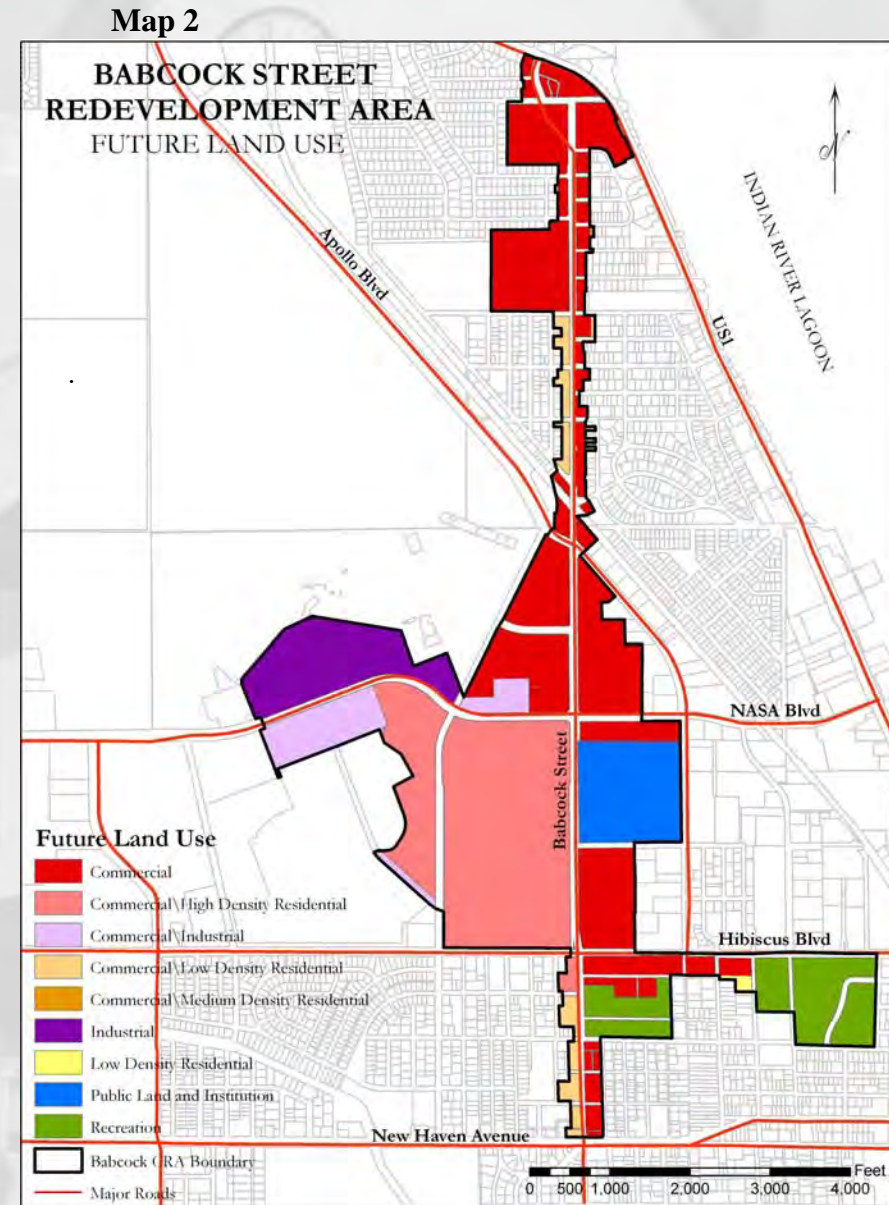 Map 2
BABCOCK STREET
REDEVELOPMENT AREA
FUTURE LAND USE
N
INDIAN RIVER LAGOON
Apollo Blvd
US1
NASA Blvd
Babcock Street
Future Land Use
Commercial
Commercial\High Density Residential
Commercial\Industrial
Hibiscus Blvd
Commercial\Low Density Residential
Commercial\Medium Density Residential
Industrial
Low Density Residential
Public Land and Institution
Recreation
New Haven Avenue
Babcock CRA Boundary
Major Roads
Feet
0 500 1,000 2,000 3,000 4,000